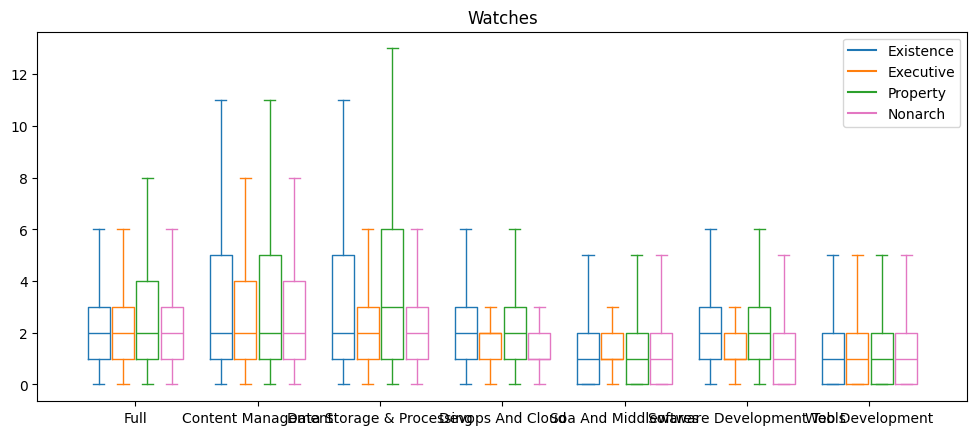 Watches
Existence
Executive
Property
Nonarch
12
10
8
6
4
2
0
Full
Content Management
Data Storage & Processing
Devops And Cloud
Soa And Middlewares
Software Development Tools
Web Development